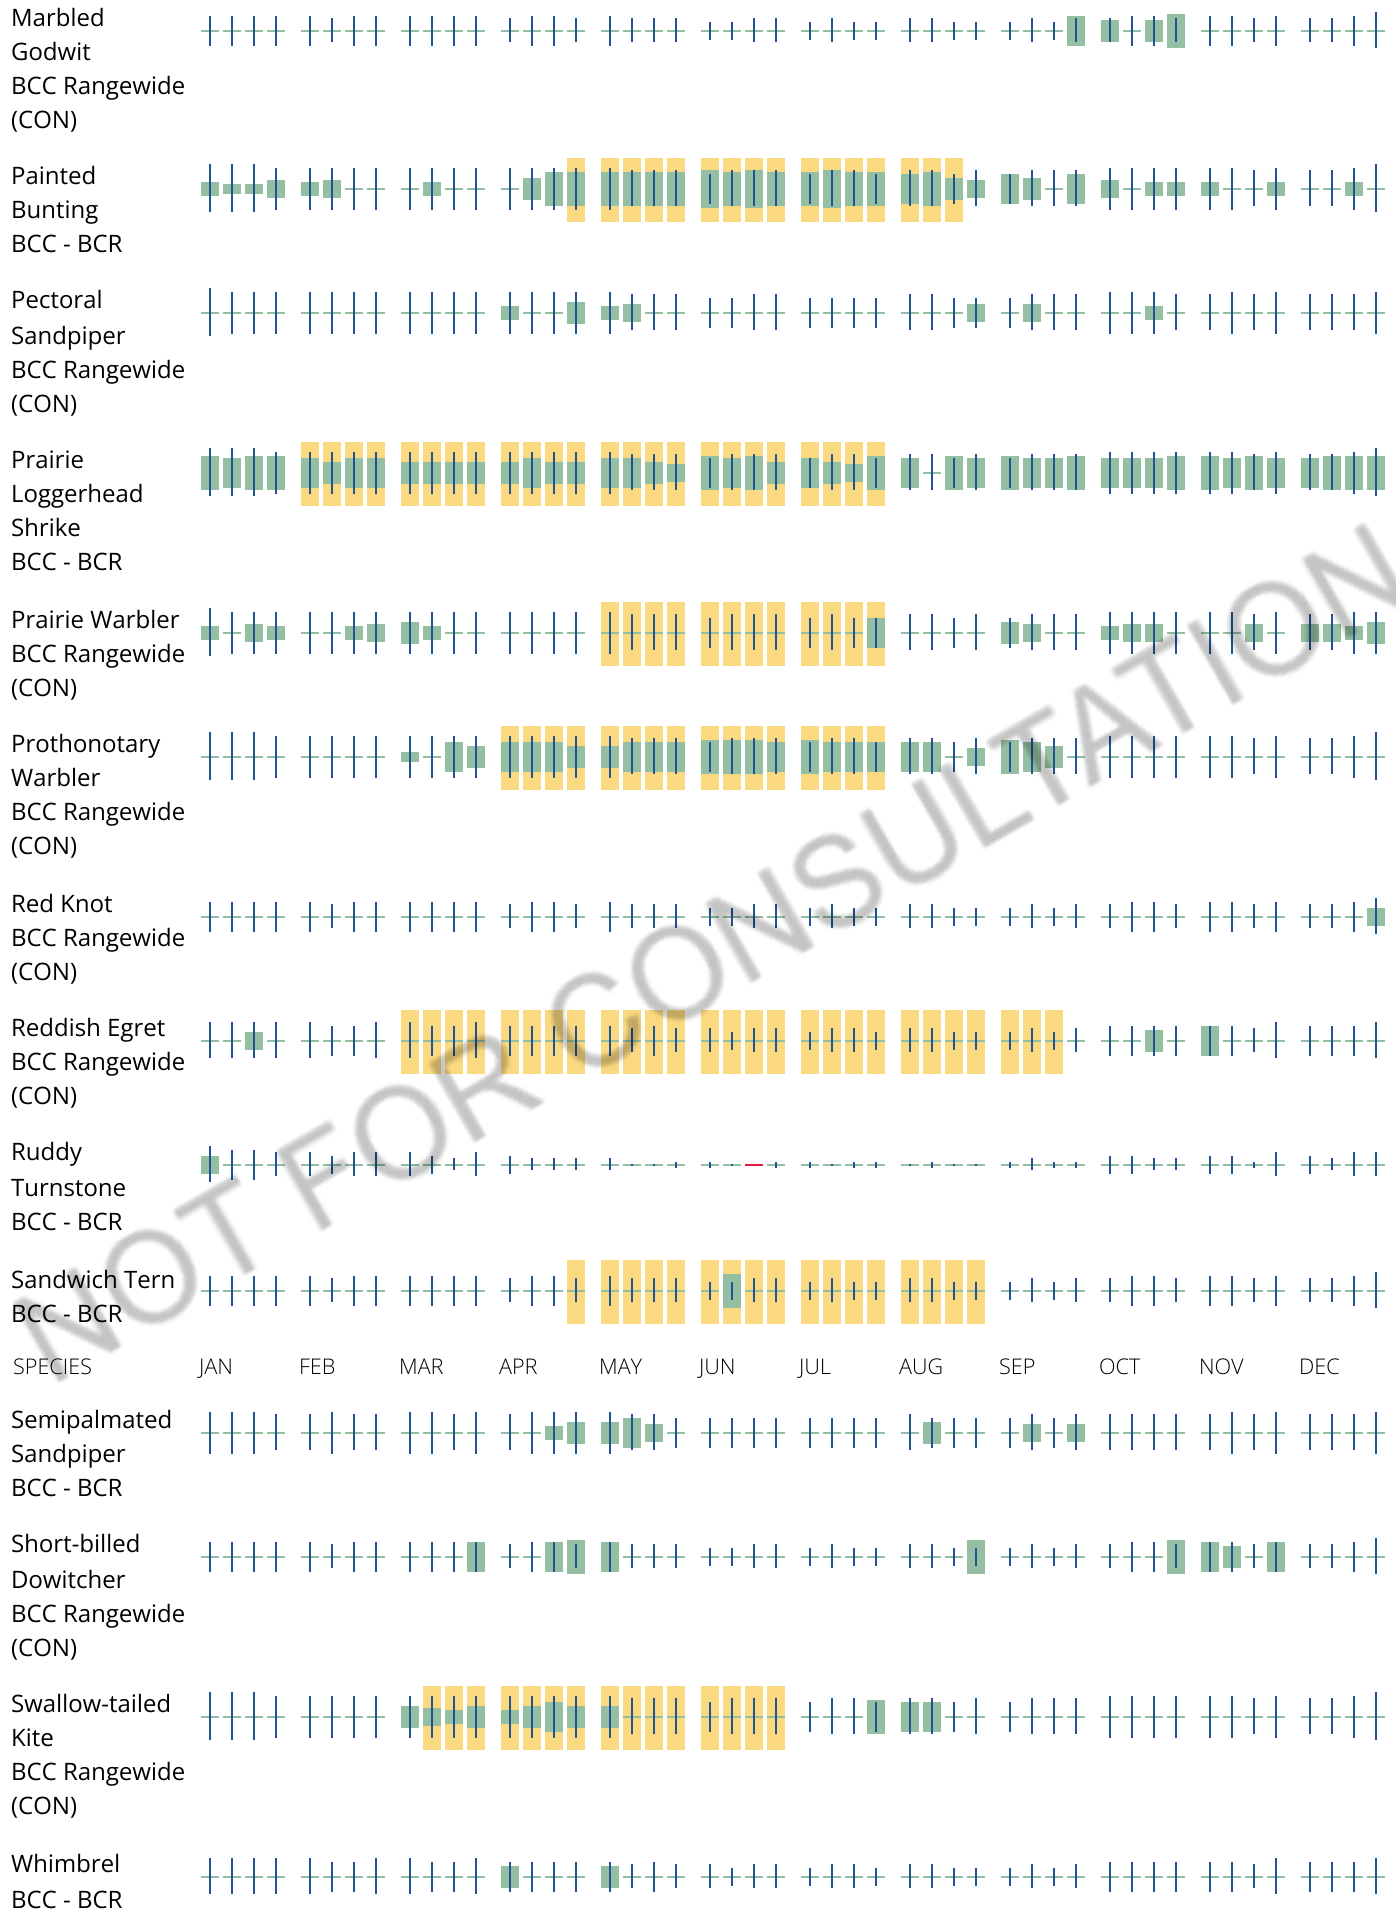 Marbled
Godwit
BCC Rangewide
(CON)
Painted
Bunting
BCC - BCR
Pectoral
Sandpiper
BCC Rangewide
(CON)
Prairie
Loggerhead
Shrike
BCC - BCR
Prairie Warbler
BCC Rangewide
(CON)
Prothonotary
Warbler
BCC Rangewide
(CON)
Red Knot
BCC Rangewide
(CON)
Reddish Egret
BCC Rangewide
(CON)
Ruddy
Turnstone
BCC - BCR
Sandwich Tern
BCC - BCR
SPECIES JAN FEB MAR APR MAY JUN JUL AUG SEP OCT NOV DEC
Semipalmated
Sandpiper
BCC - BCR
Short-billed
Dowitcher
BCC Rangewide
(CON)
Swallow-tailed
Kite
BCC Rangewide
(CON)
Whimbrel
BCC - BCR
NOT FOR CONSULTATION